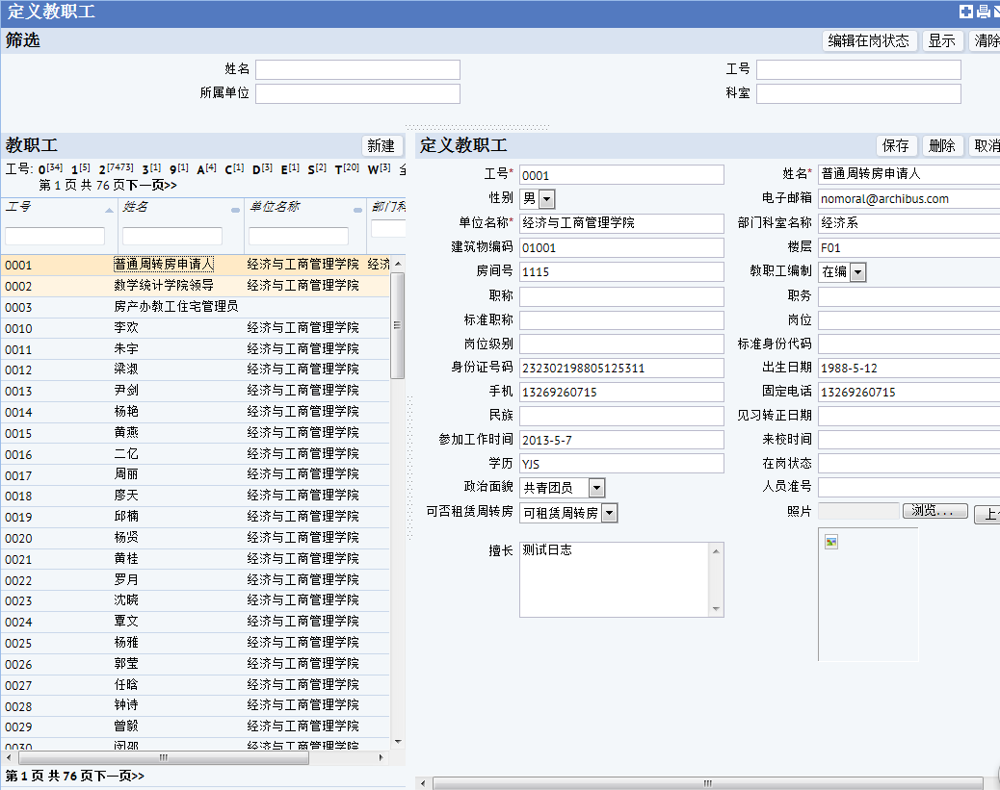 定义教职工
筛选 编辑在岗状态 显示 清除
姓名 工号
所属单位 科室
教职工 新建
工号: 0[34] 1[5] 2[7473] 3[1] 9[1] A[4] C[1] D[3] E[1] S[2] T[20] W[3]
第 1 页 共 76 页下一页>>
工号 姓名 单位名称 部门科
0001 普通周转房申请人 经济与工商管理学院 经济
0002 数学统计学院领导 经济与工商管理学院
0003 房产办教工住宅管理员
0010 李欢 经济与工商管理学院
0011 朱宇 经济与工商管理学院
0012 梁淑 经济与工商管理学院
0013 尹剑 经济与工商管理学院
0014 杨艳 经济与工商管理学院
0015 黄燕 经济与工商管理学院
0016 二亿 经济与工商管理学院
0017 周丽 经济与工商管理学院
0018 廖天 经济与工商管理学院
0019 邱楠 经济与工商管理学院
0020 杨贤 经济与工商管理学院
0021 黄桂 经济与工商管理学院
0022 罗月 经济与工商管理学院
0023 沈晓 经济与工商管理学院
0024 覃文 经济与工商管理学院
0025 杨雅 经济与工商管理学院
0026 郭莹 经济与工商管理学院
0027 任晗 经济与工商管理学院
0028 钟诗 经济与工商管理学院
0029 曾毅 经济与工商管理学院
0030 闵邵 经济与工商管理学院
第 1 页 共 76 页下一页>>
定义教职工 保存 删除 取消
工号* 0001 姓名* 普通周转房申请人
性别 男 电子邮箱 nomoral@archibus.com
单位名称* 经济与工商管理学院 部门科室名称 经济系
建筑物编码 01001 楼层 F01
房间号 1115 教职工编制 在编
职称 职务
标准职称 岗位
岗位级别 标准身份代码
身份证号码 232302198805125311 出生日期 1988-5-12
手机 13269260715 固定电话 13269260715
民族 见习转正日期
参加工作时间 2013-5-7 来校时间
学历 YJS 在岗状态
政治面貌 共青团员 人员准号
可否租赁周转房 可租赁周转房 照片 浏览... 上
擅长 测试日志